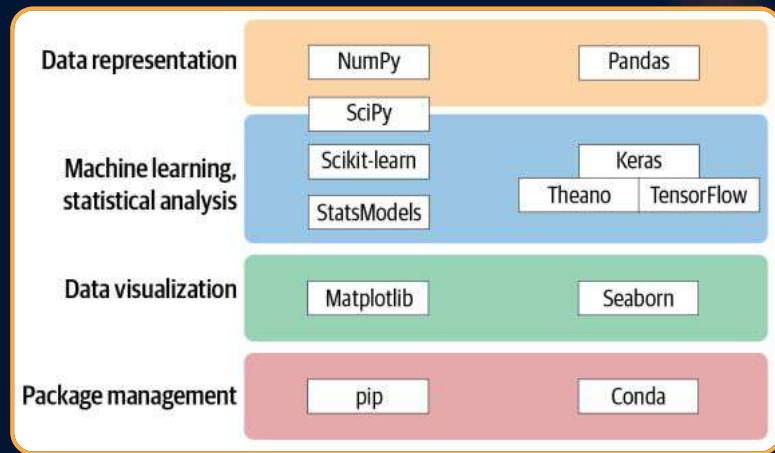 Data representation
NumPy
Pandas
SciPy
Machine learning,
statistical analysis
Scikit-learn
Keras
Theano
TensorFlow
StatsModels
Data visualization
Matplotlib
Seaborn
Package management
pip
Conda